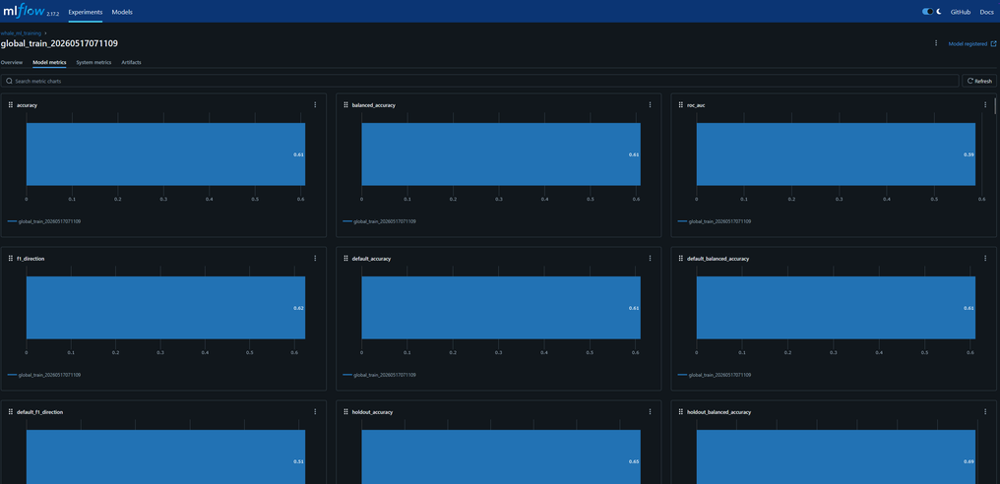 mlflow 2.17.2 Experiments Models GitHub Docs
whale_ml_training ›
global_train_20260517071109 Model registered
Overview Model metrics System metrics Artifacts
Search metric charts Refresh
accuracy
0.61
0 0.1 0.2 0.3 0.4 0.5 0.6
global_train_20260517071109
balanced_accuracy
0.61
0 0.1 0.2 0.3 0.4 0.5 0.6
global_train_20260517071109
roc_auc
0.59
0 0.1 0.2 0.3 0.4 0.5 0.6
global_train_20260517071109
f1_direction
0.62
0 0.1 0.2 0.3 0.4 0.5 0.6
global_train_20260517071109
default_accuracy
0.61
0 0.1 0.2 0.3 0.4 0.5 0.6
global_train_20260517071109
default_balanced_accuracy
0.61
0 0.1 0.2 0.3 0.4 0.5 0.6
global_train_20260517071109
default_f1_direction
0.51
holdout_accuracy
0.65
holdout_balanced_accuracy
0.69